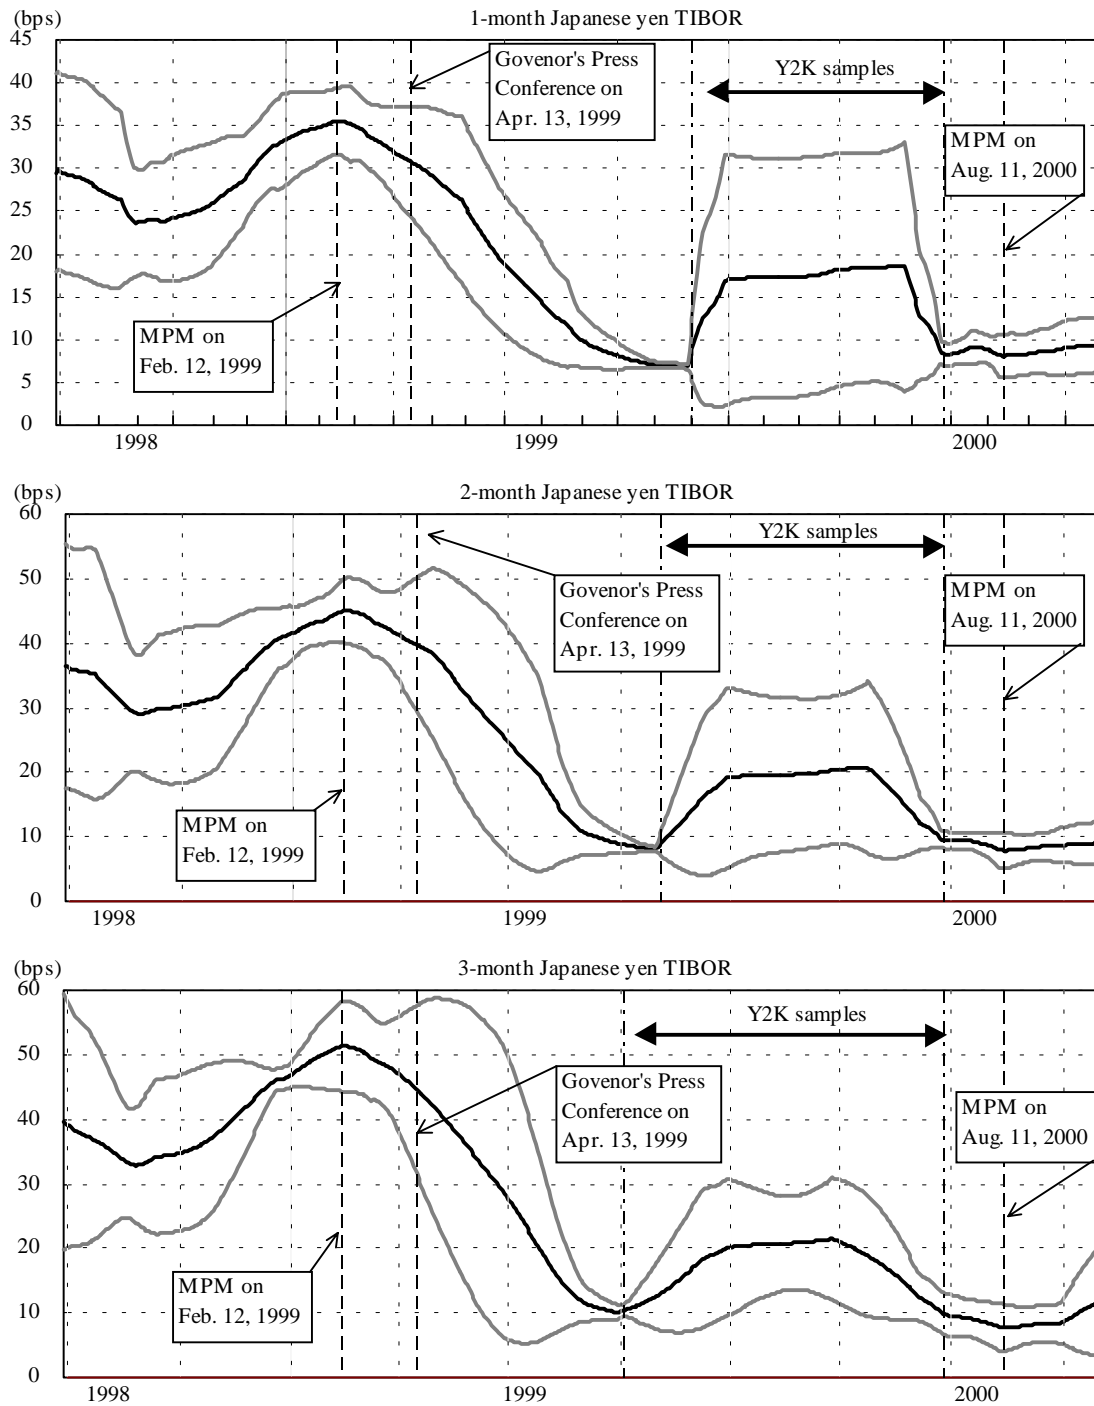 (bps)
1-month Japanese yen TIBOR
45
40
35
30
25
20
15
10
5
0
Govenor's Press
Conference on
Apr. 13, 1999
Y2K samples
MPM on
Aug. 11, 2000
MPM on
Feb. 12, 1999
1998
1999
2000
(bps)
2-month Japanese yen TIBOR
60
50
40
30
20
10
0
Y2K samples
Govenor's Press
Conference on
Apr. 13, 1999
MPM on
Aug. 11, 2000
MPM on
Feb. 12, 1999
1998
1999
2000
(bps)
3-month Japanese yen TIBOR
60
50
40
30
20
10
0
Y2K samples
Govenor's Press
Conference on
Apr. 13, 1999
MPM on
Aug. 11, 2000
MPM on
Feb. 12, 1999
1998
1999
2000